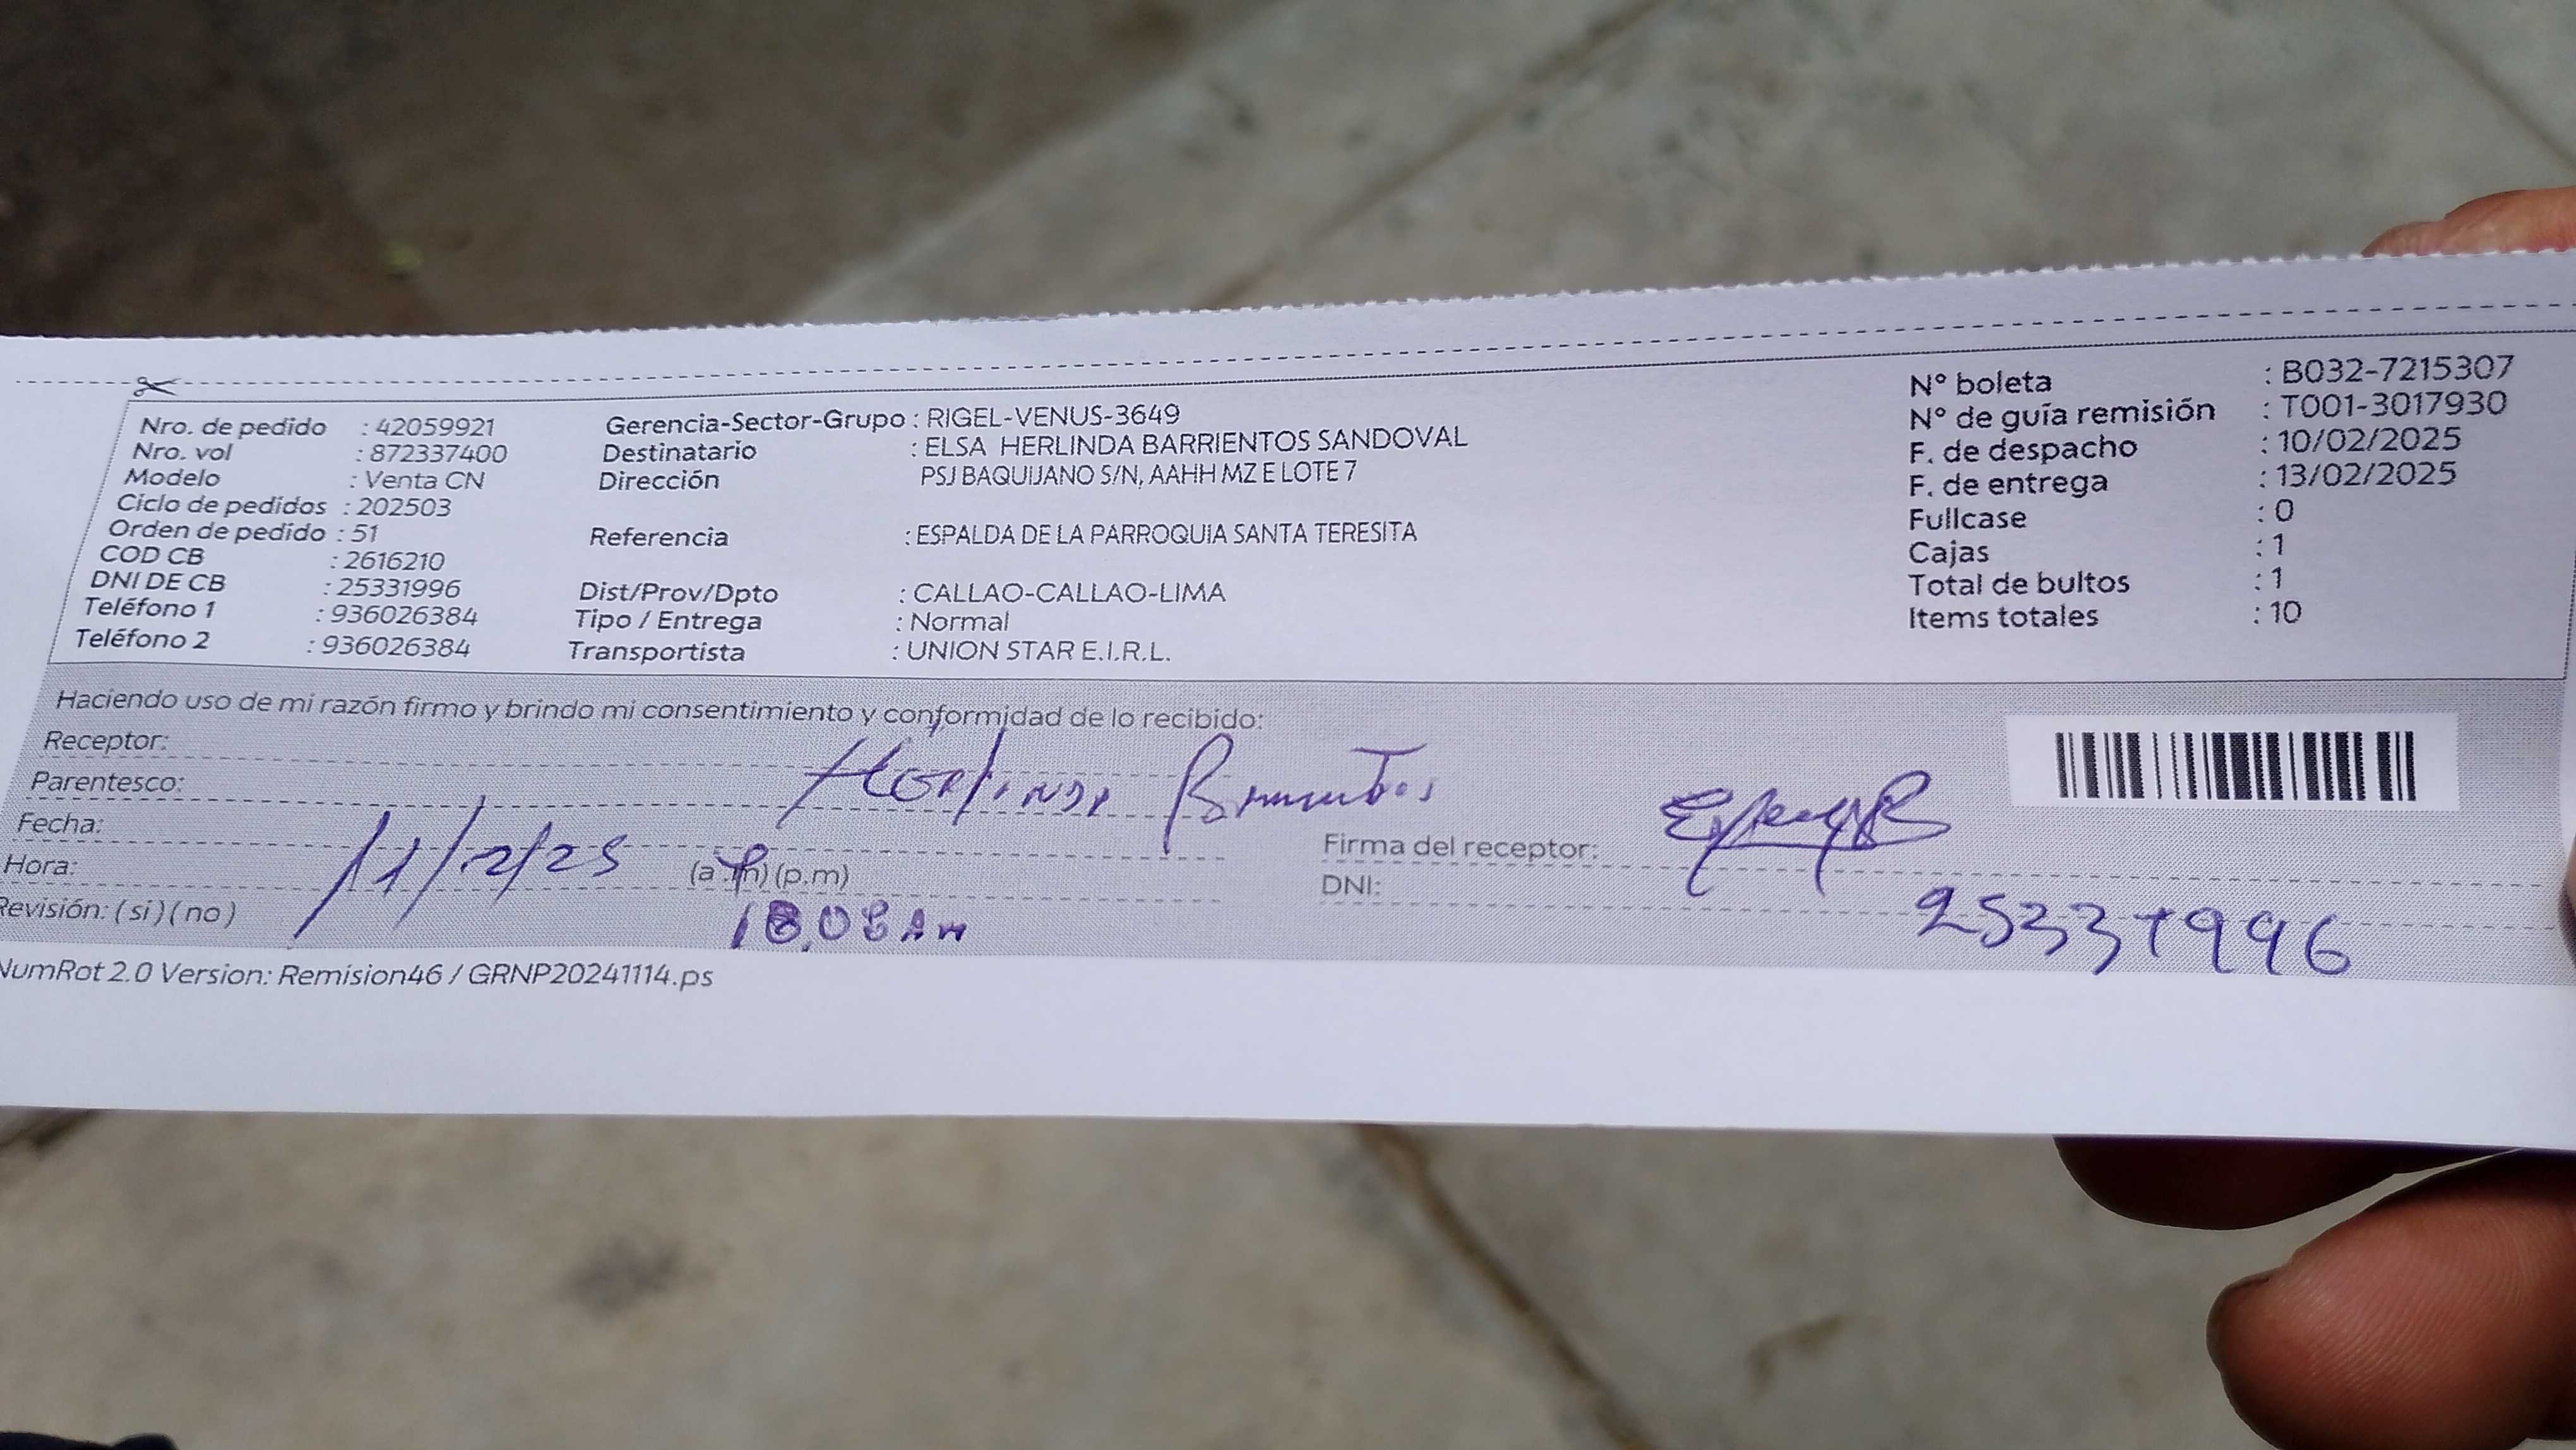 Nro. de pedido : 42059921
Nro. vol : 872337400
Modelo : Venta CN
Ciclo de pedidos : 202503
Orden de pedido : 51
COD CB : 2616210
DNI DE CB : 25331996
Teléfono 1 : 936026384
Teléfono 2 : 936026384
Gerencia-Sector-Grupo : RIGEL-VENUS-3649
Destinatario : ELSA HERLINDA BARRIENTOS SANDOVAL
Dirección PSJ BAQUIJANO S/N, AAHH MZ E LOTE 7
Referencia : ESPALDA DE LA PARROQUIA SANTA TERESITA
Dist/Prov/Dpto : CALLAO-CALLAO-LIMA
Tipo / Entrega : Normal
Transportista : UNION STAR E.I.R.L.
N° boleta : B032-7215307
N° de guía remisión : T001-3017930
F. de despacho : 10/02/2025
F. de entrega : 13/02/2025
Fullcase : 0
Cajas : 1
Total de bultos : 1
Items totales : 10
Haciendo uso de mi razón firmo y brindo mi consentimiento y conformidad de lo recibido:
Receptor:
Parentesco:
Fecha: 11/2/25
Hora: (a.m) (p.m)
Revisión: (si) (no)
Firma del receptor:
DNI: 25331996
NumRot 2.0 Version: Remision46 / GRNP20241114.ps